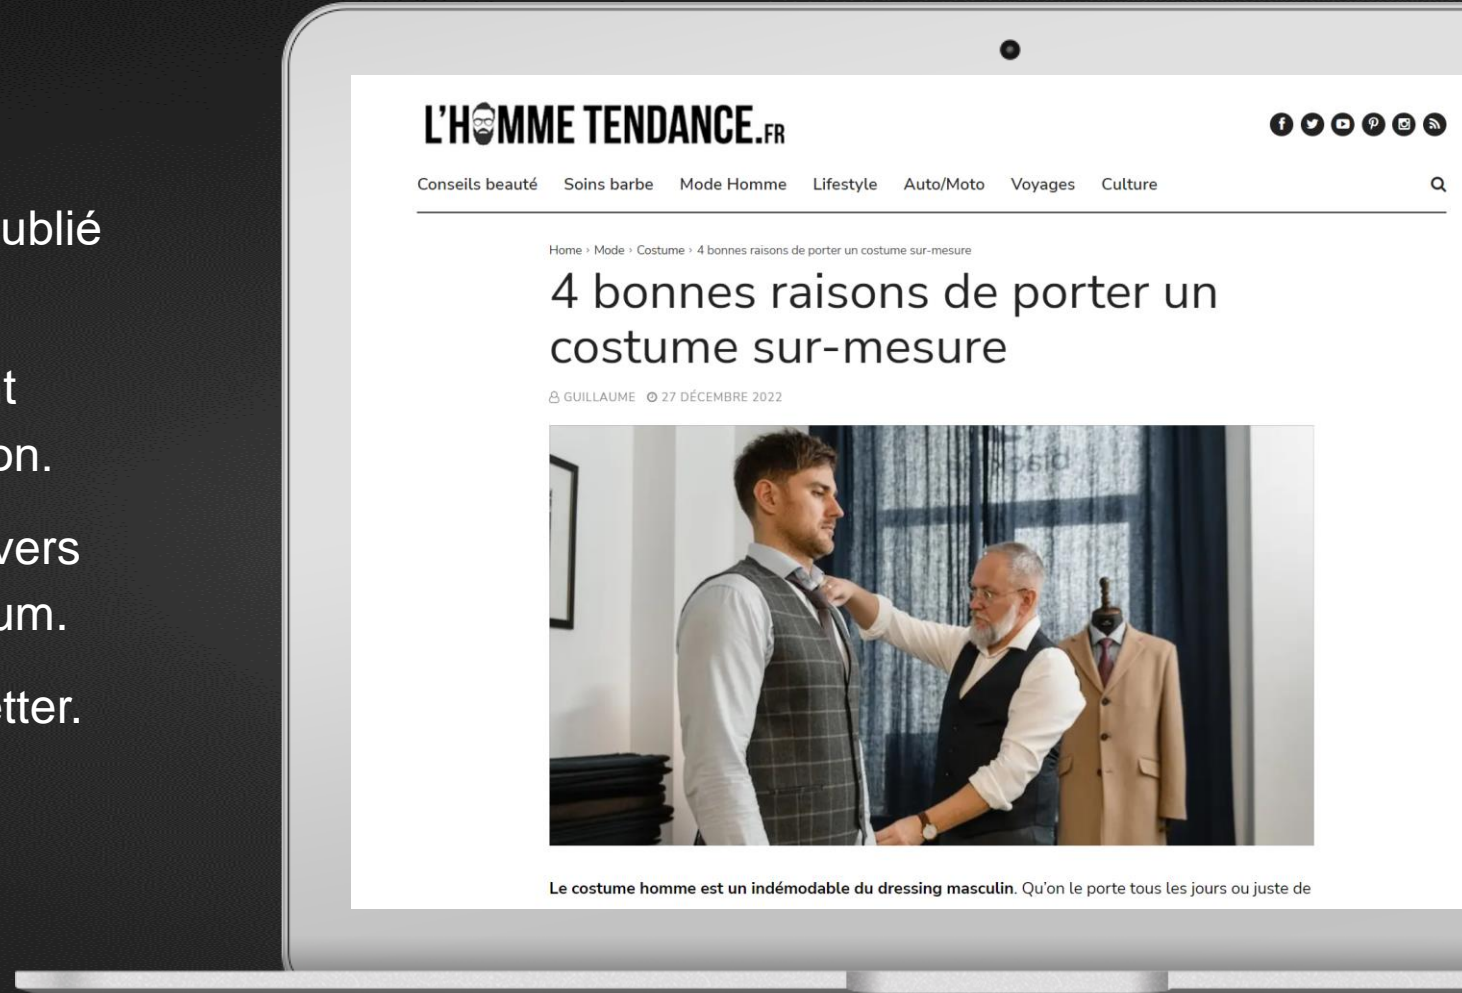 ublié
t
on.
vers
um.
etter.
L'HOMME TENDANCE.FR
Conseils beauté Soins barbe Mode Homme Lifestyle Auto/Moto Voyages Culture
Home › Mode › Costume › 4 bonnes raisons de porter un costume sur-mesure
4 bonnes raisons de porter un
costume sur-mesure
GUILLAUME 27 DÉCEMBRE 2022
Le costume homme est un indémodable du dressing masculin. Qu'on le porte tous les jours ou juste de